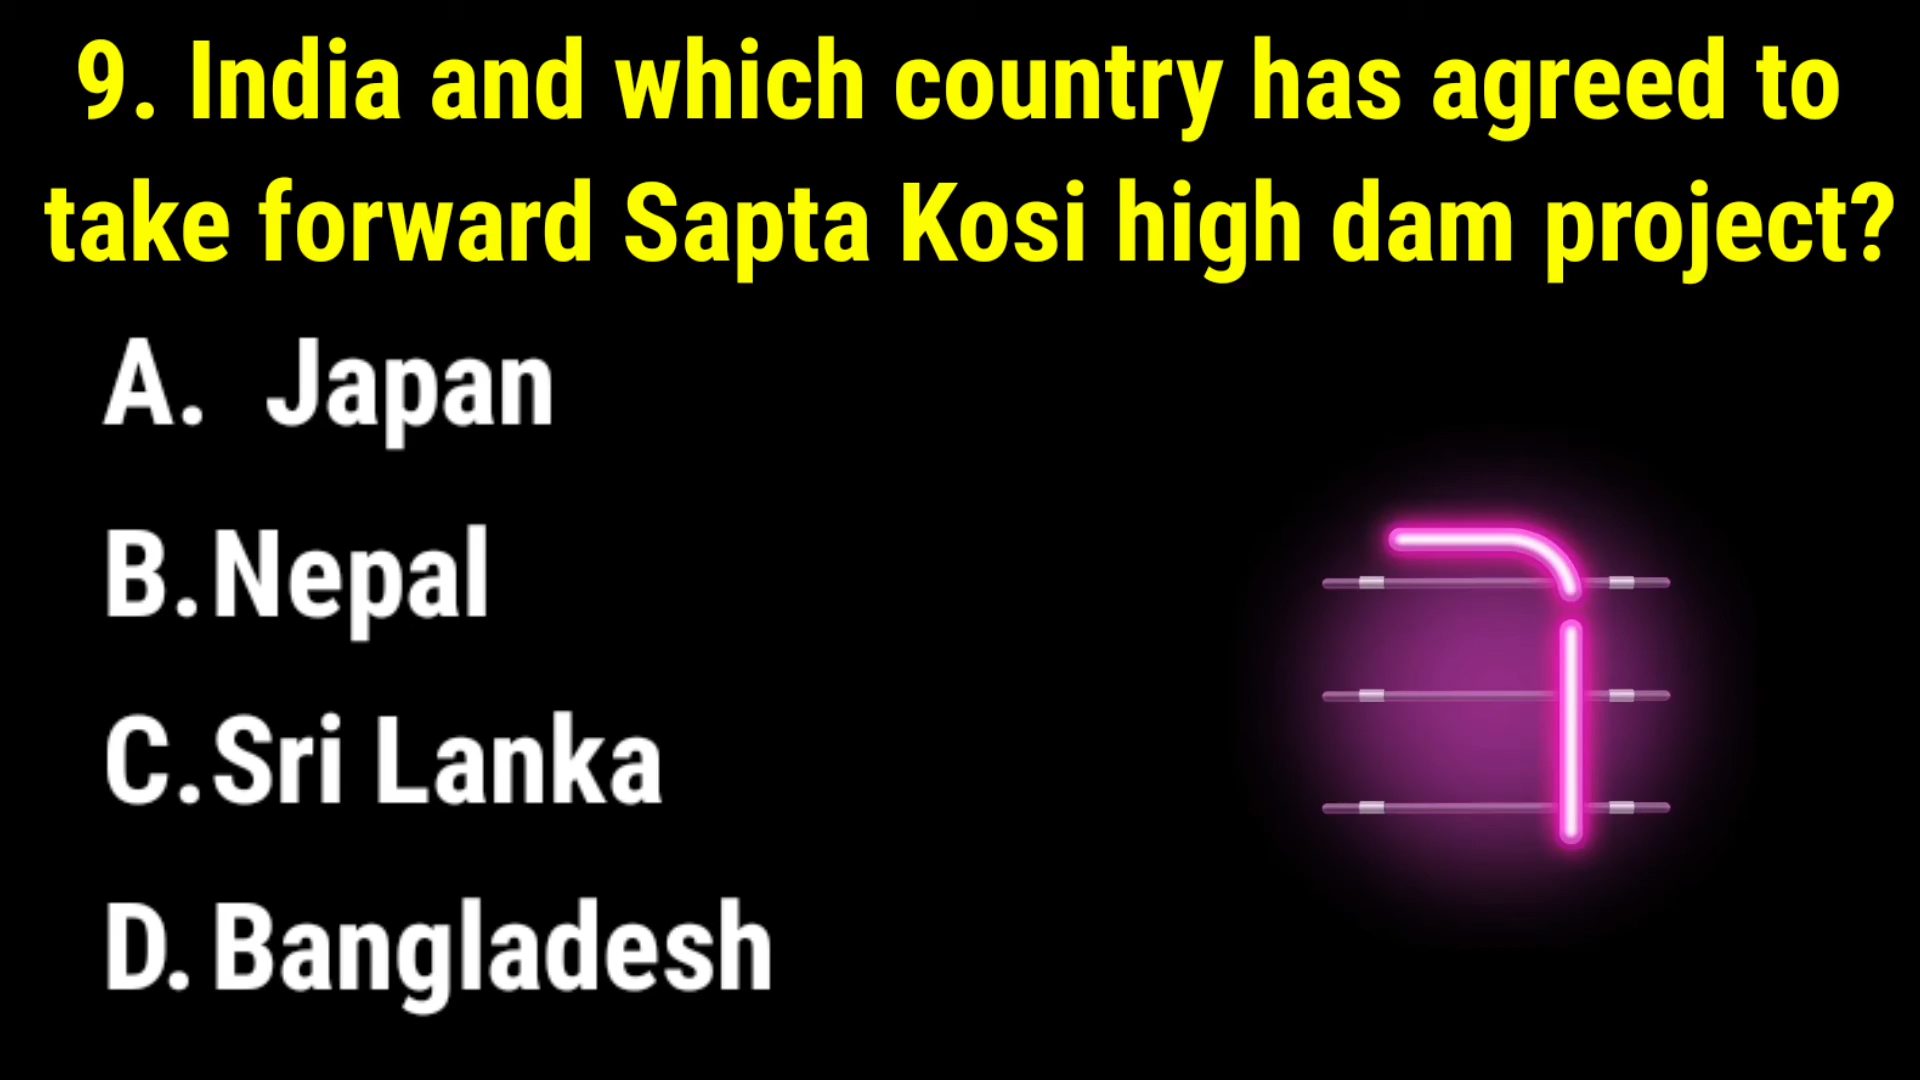 9. India and which country has agreed to
take forward Sapta Kosi high dam project?
A. Japan
B. Nepal
C. Sri Lanka
D. Bangladesh